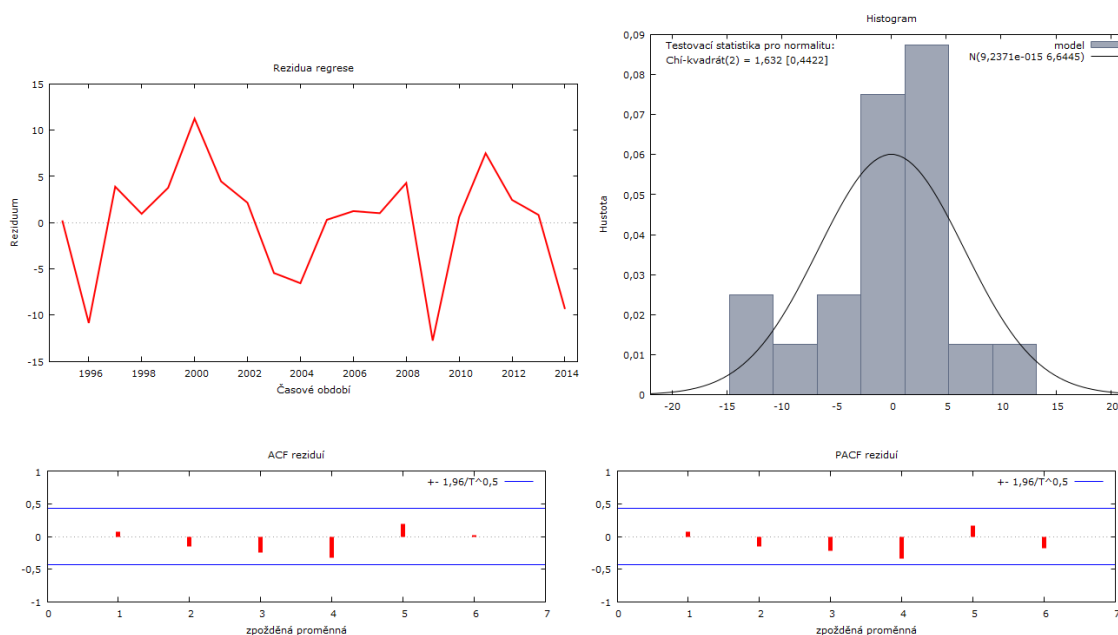 Rezidua regrese
15
10
5
0
-5
-10
-15
Reziduum
1996 1998 2000 2002 2004 2006 2008 2010 2012 2014
Časové období
Histogram
Testovací statistika pro normalitu:
Chí-kvadrát(2) = 1,632 [0,4422]
model
N(9,2371e-015 6,6445)
0,09
0,08
0,07
0,06
0,05
0,04
0,03
0,02
0,01
0
Hustota
-20 -15 -10 -5 0 5 10 15 20
ACF reziduí
+- 1,96/T^0,5
1
0,5
0
-0,5
-1
0 1 2 3 4 5 6 7
zpožděná proměnná
PACF reziduí
+- 1,96/T^0,5
1
0,5
0
-0,5
-1
0 1 2 3 4 5 6 7
zpožděná proměnná